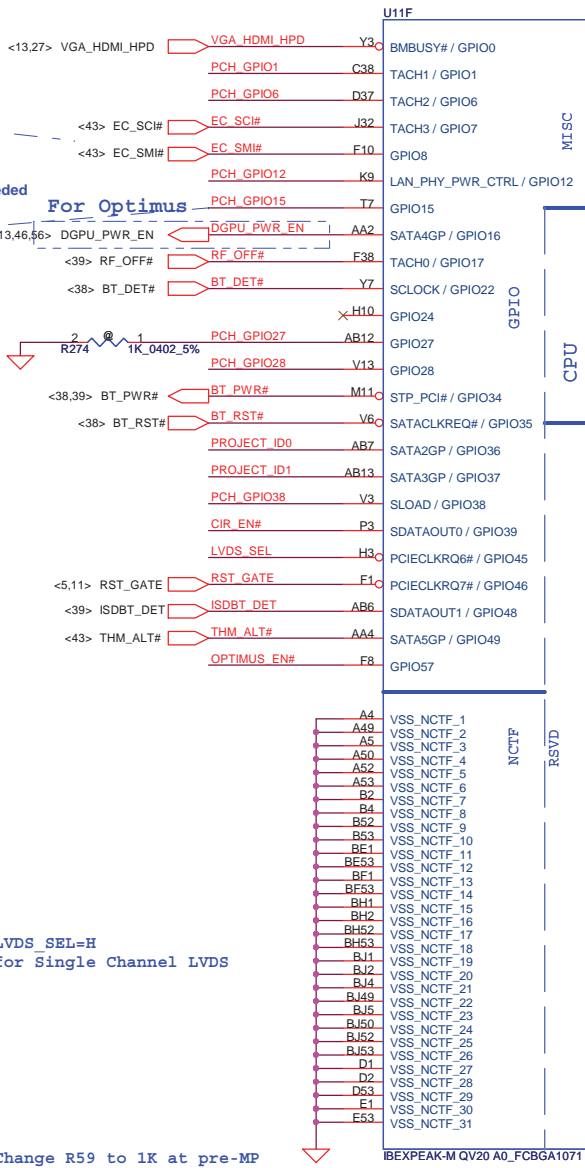 U11F
<13,27> VGA_HDMI_HPD VGA_HDMI_HPD Y3 BMBUSY# / GPIO0
PCH_GPIO1 C38 TACH1 / GPIO1
PCH_GPIO6 D37 TACH2 / GPIO6
<43> EC_SCI# EC_SCI# J32 TACH3 / GPIO7
MISC
<43> EC_SMI# EC_SMI# F10 GPIO8
PCH_GPIO12 K9 LAN_PHY_PWR_CTRL / GPIO12
eded
For Optimus
PCH_GPIO15 T7 GPIO15
13,46,56> DGPU_PWR_EN DGPU_PWR_EN AA2 SATA4GP / GPIO16
<39> RF_OFF# RF_OFF# F38 TACH0 / GPIO17
<38> BT_DET# BT_DET# Y7 SCLOCK / GPIO22
GPIO
H10 GPIO24
2 @ 1 PCH_GPIO27 AB12 GPIO27
R274 1K_0402_5%
CPU
PCH_GPIO28 V13 GPIO28
<38,39> BT_PWR# BT_PWR# M11 STP_PCI# / GPIO34
<38> BT_RST# BT_RST# V6 SATACLKREQ# / GPIO35
PROJECT_ID0 AB7 SATA2GP / GPIO36
PROJECT_ID1 AB13 SATA3GP / GPIO37
PCH_GPIO38 V3 SLOAD / GPIO38
CIR_EN# P3 SDATAOUT0 / GPIO39
LVDS_SEL H3 PCIECLKRQ6# / GPIO45
<5,11> RST_GATE RST_GATE F1 PCIECLKRQ7# / GPIO46
<39> ISDBT_DET ISDBT_DET AB6 SDATAOUT1 / GPIO48
<43> THM_ALT# THM_ALT# AA4 SATA5GP / GPIO49
OPTIMUS_EN# F8 GPIO57
A4 VSS_NCTF_1
A49 VSS_NCTF_2
A5 VSS_NCTF_3
A50 VSS_NCTF_4
A52 VSS_NCTF_5
A53 VSS_NCTF_6
B2 VSS_NCTF_7
B4 VSS_NCTF_8
B52 VSS_NCTF_9
B53 VSS_NCTF_10
BE1 VSS_NCTF_11
BE53 VSS_NCTF_12
BF1 VSS_NCTF_13
BF53 VSS_NCTF_14
BH1 VSS_NCTF_15
BH2 VSS_NCTF_16
BH52 VSS_NCTF_17
BH53 VSS_NCTF_18
BJ1 VSS_NCTF_19
BJ2 VSS_NCTF_20
BJ4 VSS_NCTF_21
BJ49 VSS_NCTF_22
BJ5 VSS_NCTF_23
BJ50 VSS_NCTF_24
BJ52 VSS_NCTF_25
BJ53 VSS_NCTF_26
D1 VSS_NCTF_27
D2 VSS_NCTF_28
D53 VSS_NCTF_29
E1 VSS_NCTF_30
E53 VSS_NCTF_31
NCTF
RSVD
LVDS_SEL=H
for Single Channel LVDS
Change R59 to 1K at pre-MP
IBEXPEAK-M QV20 A0_FCBGA1071